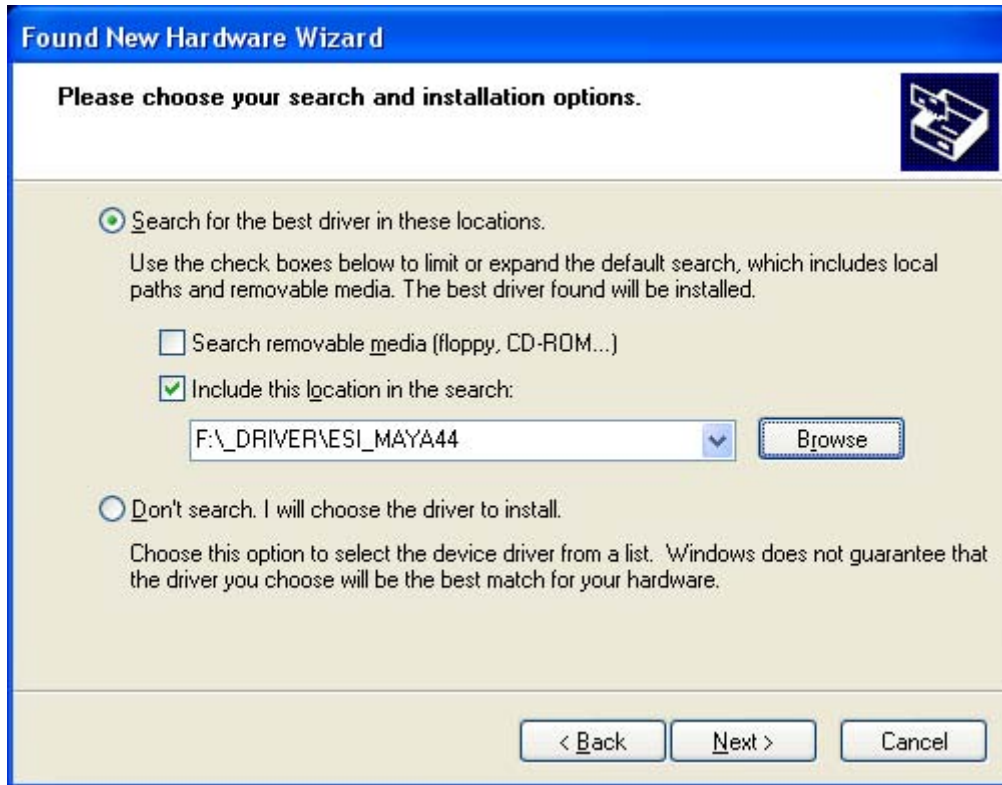 Found New Hardware Wizard
Please choose your search and installation options.
Search for the best driver in these locations.
Use the check boxes below to limit or expand the default search, which includes local
paths and removable media. The best driver found will be installed.
Search removable media (floppy, CD-ROM...)
Include this location in the search:
F:\_DRIVER\ESI_MAYA44
Browse
Don't search. I will choose the driver to install.
Choose this option to select the device driver from a list. Windows does not guarantee that
the driver you choose will be the best match for your hardware.
< Back Next > Cancel